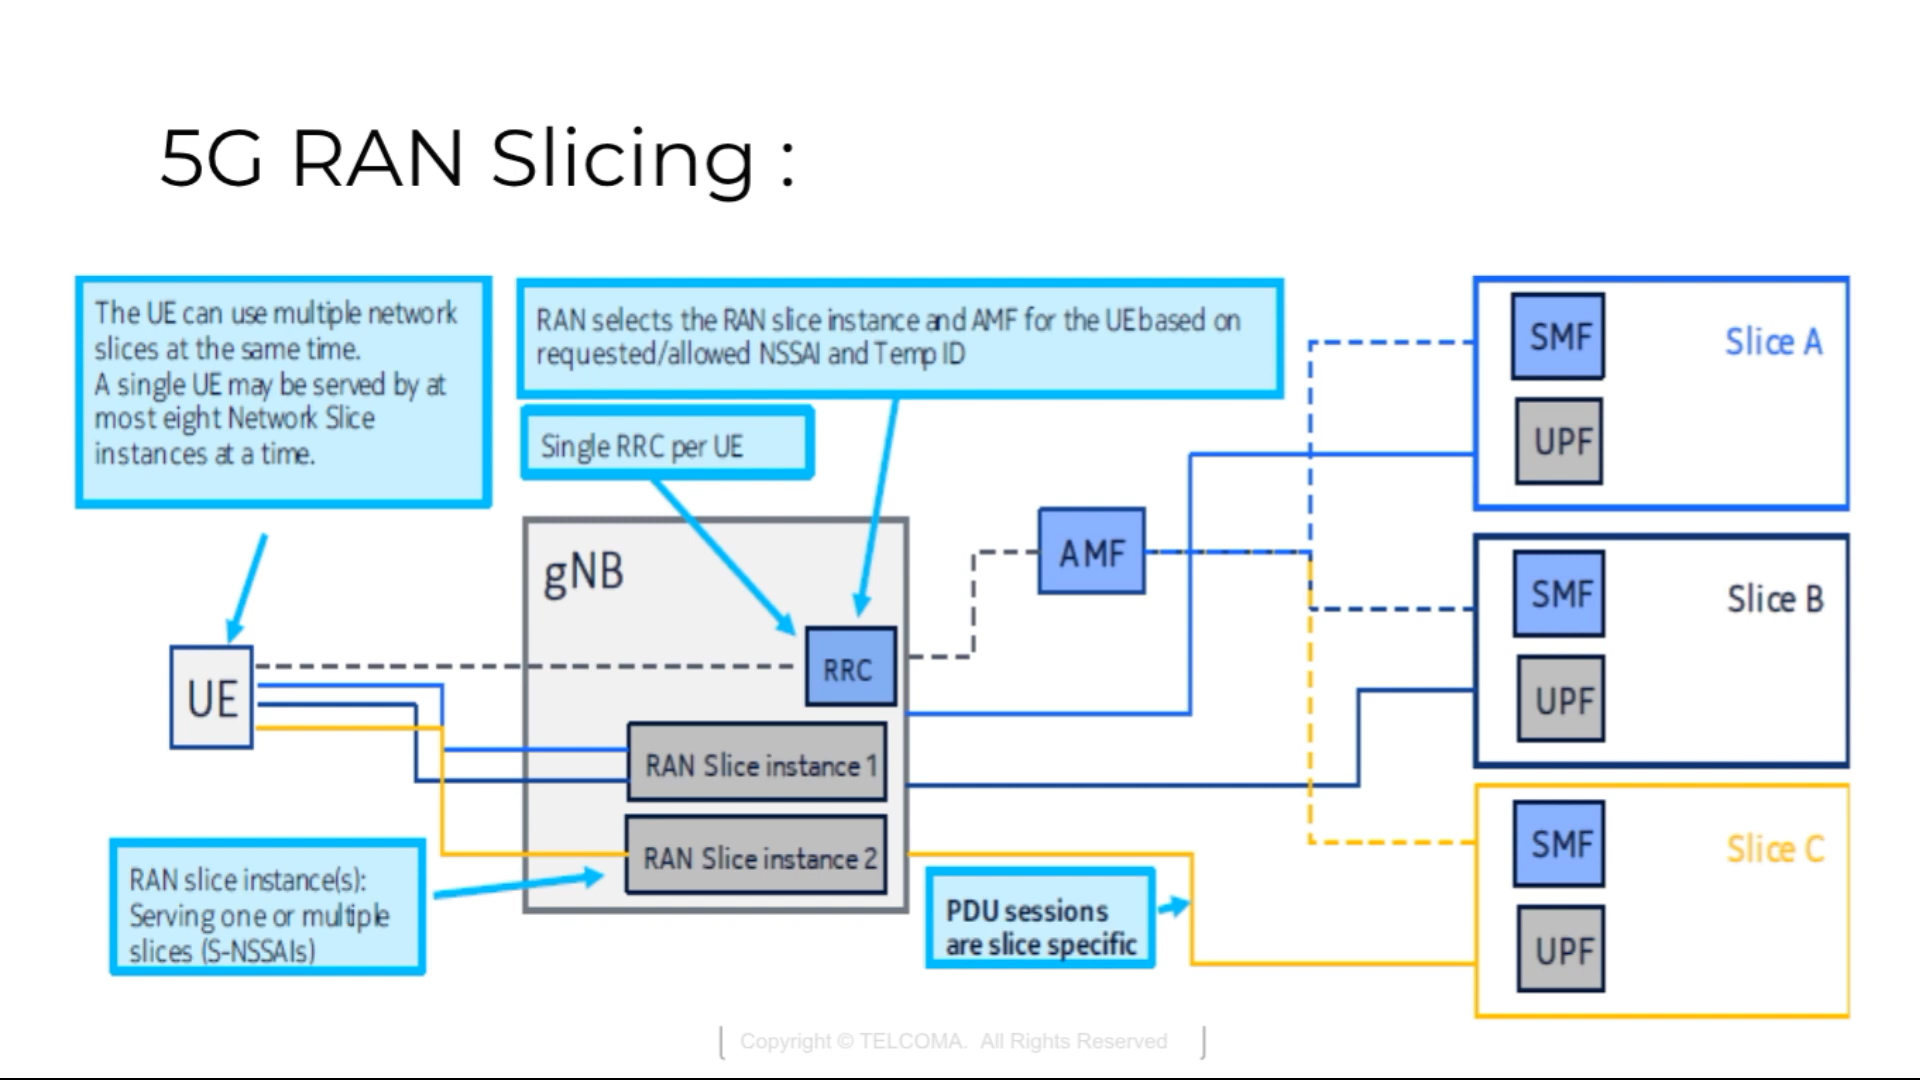 5G RAN Slicing :
The UE can use multiple network
slices at the same time.
A single UE may be served by at
most eight Network Slice
instances at a time.
RAN selects the RAN slice instance and AMF for the UE based on
requested/allowed NSSAI and Temp ID
Single RRC per UE
gNB
RRC
UE
RAN Slice instance 1
RAN Slice instance 2
RAN slice instance(s):
Serving one or multiple
slices (S-NSSAIs)
AMF
PDU sessions
are slice specific
SMF
Slice A
UPF
SMF
Slice B
UPF
SMF
Slice C
UPF
Copyright © TELCOMA. All Rights Reserved